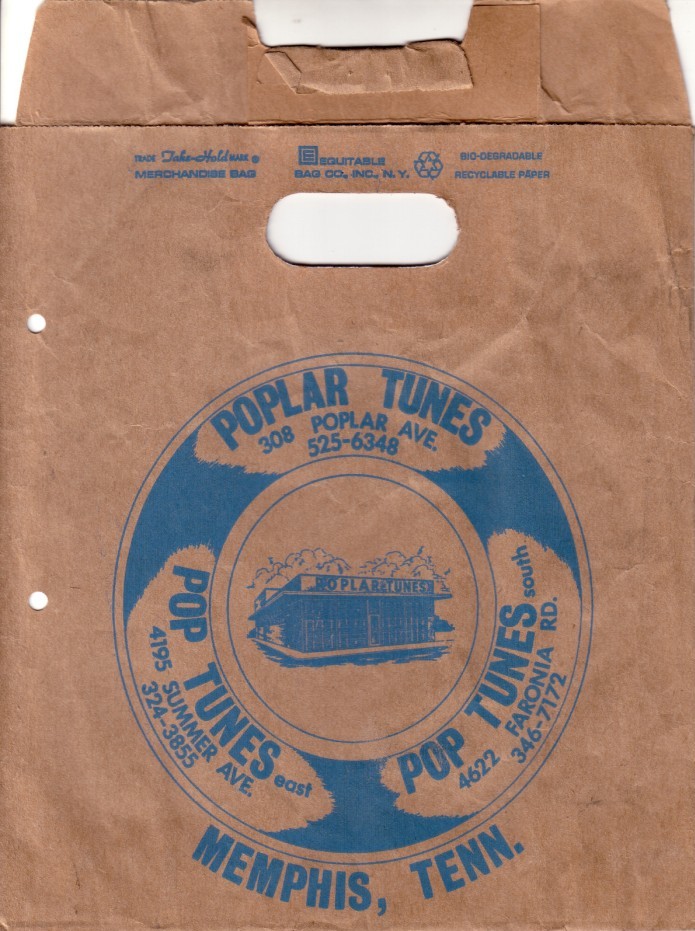 TRADE Take-Hold MARK ®
MERCHANDISE BAG
E EQUITABLE
BAG CO., INC., N. Y.
BIO-DEGRADABLE
RECYCLABLE PAPER
POPLAR TUNES
308 POPLAR AVE.
525-6348
POPLAR TUNES
POP TUNES east
4195 SUMMER AVE.
324-3855
POP TUNES south
4622 FARONIA RD.
346-7172
MEMPHIS, TENN.